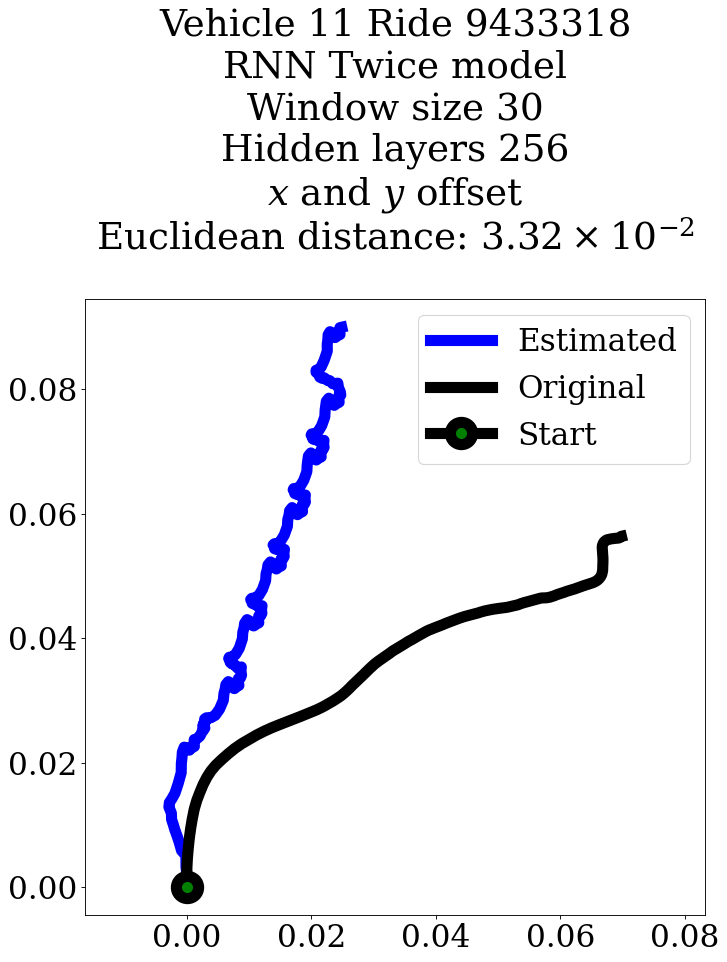 Vehicle 11 Ride 9433318
RNN Twice model
Window size 30
Hidden layers 256
x and y offset
Euclidean distance: 3.32 × 10⁻²
Estimated
Original
Start
0.08
0.06
0.04
0.02
0.00
0.00 0.02 0.04 0.06 0.08